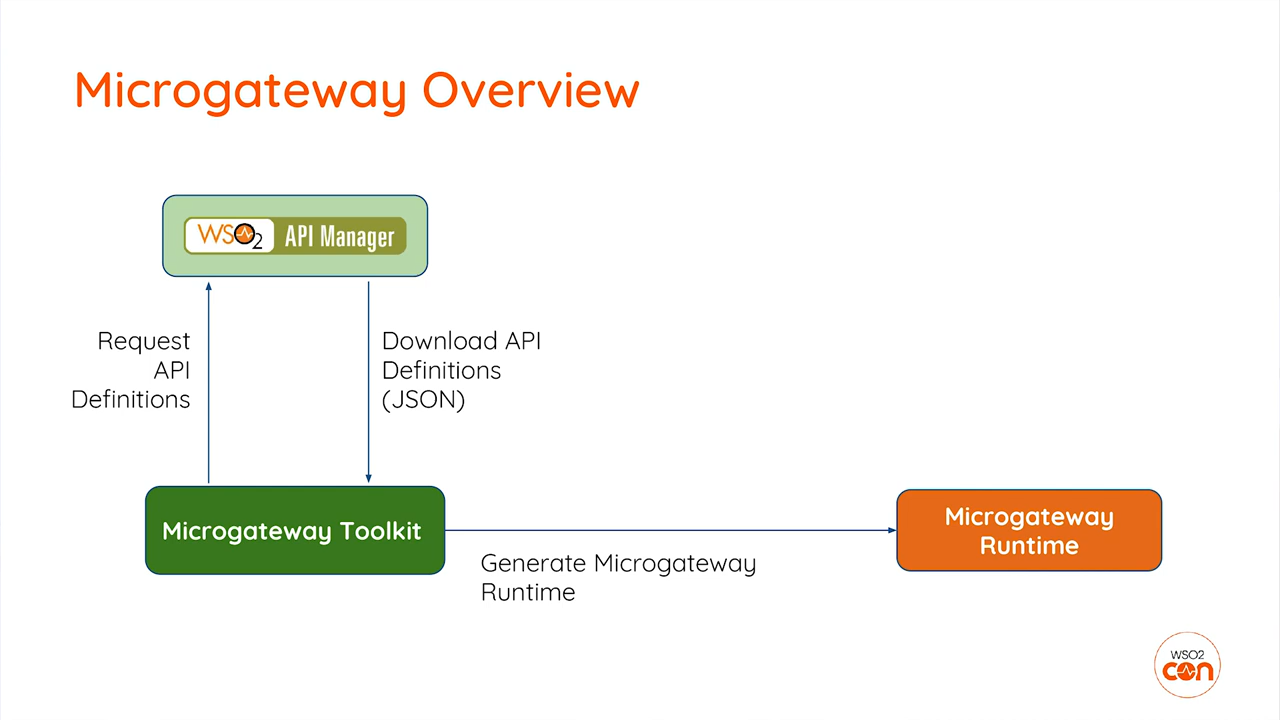 Microgateway Overview
WSO2 API Manager
Request
API
Definitions
Download API
Definitions
(JSON)
Microgateway Toolkit
Generate Microgateway
Runtime
Microgateway
Runtime
WSO2
con